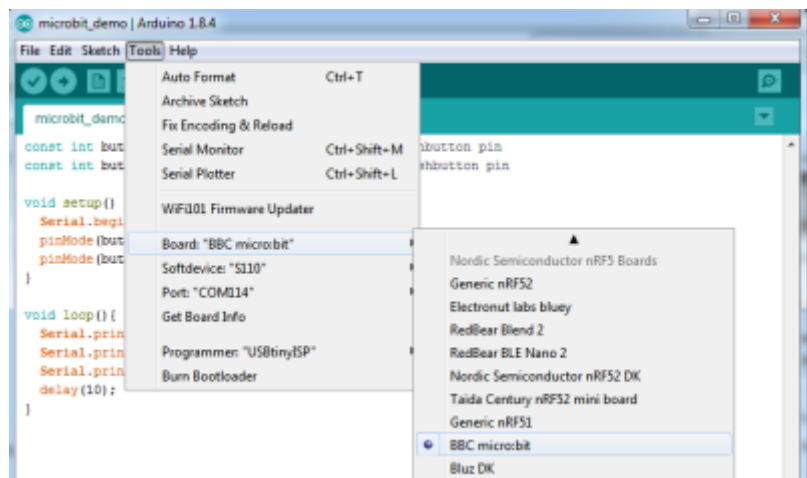 microbit_demo | Arduino 1.8.4
File Edit Sketch Tools Help
microbit_demo
Auto Format Ctrl+T
Archive Sketch
Fix Encoding & Reload
Serial Monitor Ctrl+Shift+M
Serial Plotter Ctrl+Shift+L
WiFi101 Firmware Updater
Board: "BBC micro:bit"
Softdevice: "S110"
Port: "COM114"
Get Board Info
Programmer: "USBtinyISP"
Burn Bootloader
const int but
hbutton pin
const int but
shbutton pin
void setup()
Serial.begi
pinMode(but
pinMode(but
}
void loop(){
Serial.prin
Serial.prin
Serial.prin
delay(10);
}
Nordic Semiconductor nRF5 Boards
Generic nRF52
Electronut labs bluey
RedBear Blend 2
RedBear BLE Nano 2
Nordic Semiconductor nRF52 DK
Taida Century nRF52 mini board
Generic nRF51
BBC micro:bit
Bluz DK